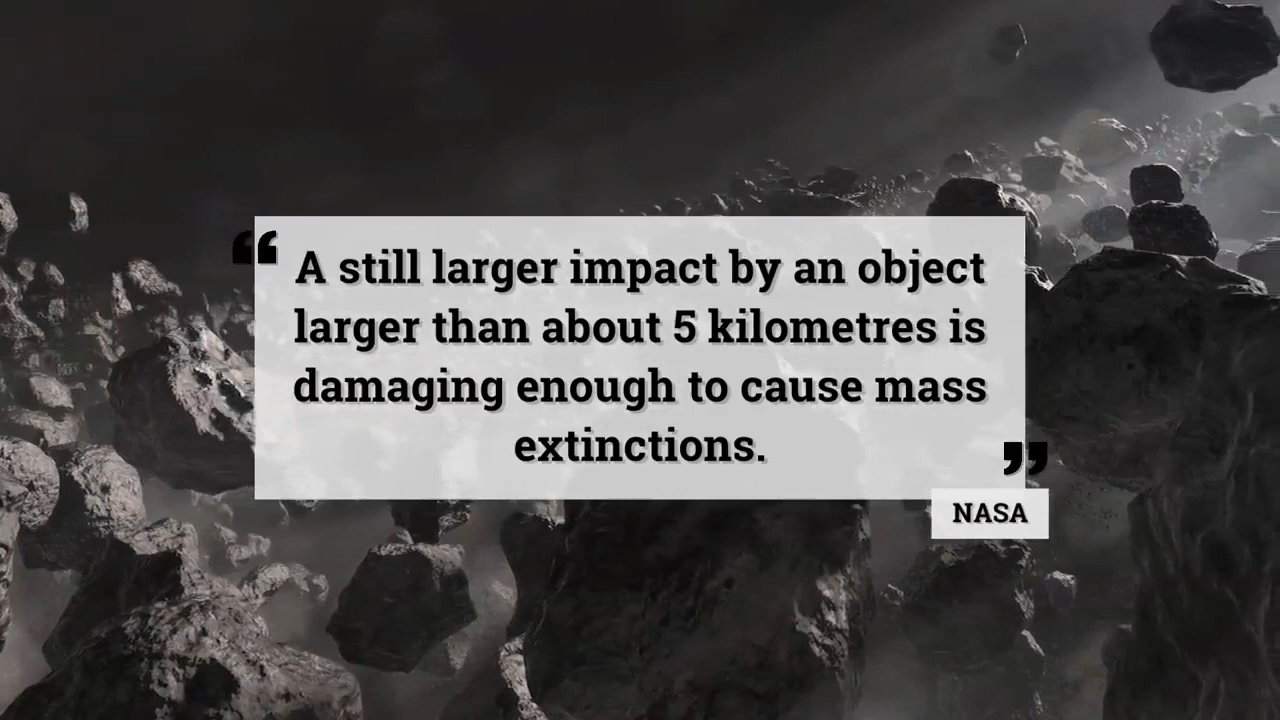 “ A still larger impact by an object
larger than about 5 kilometres is
damaging enough to cause mass
extinctions. ”
NASA